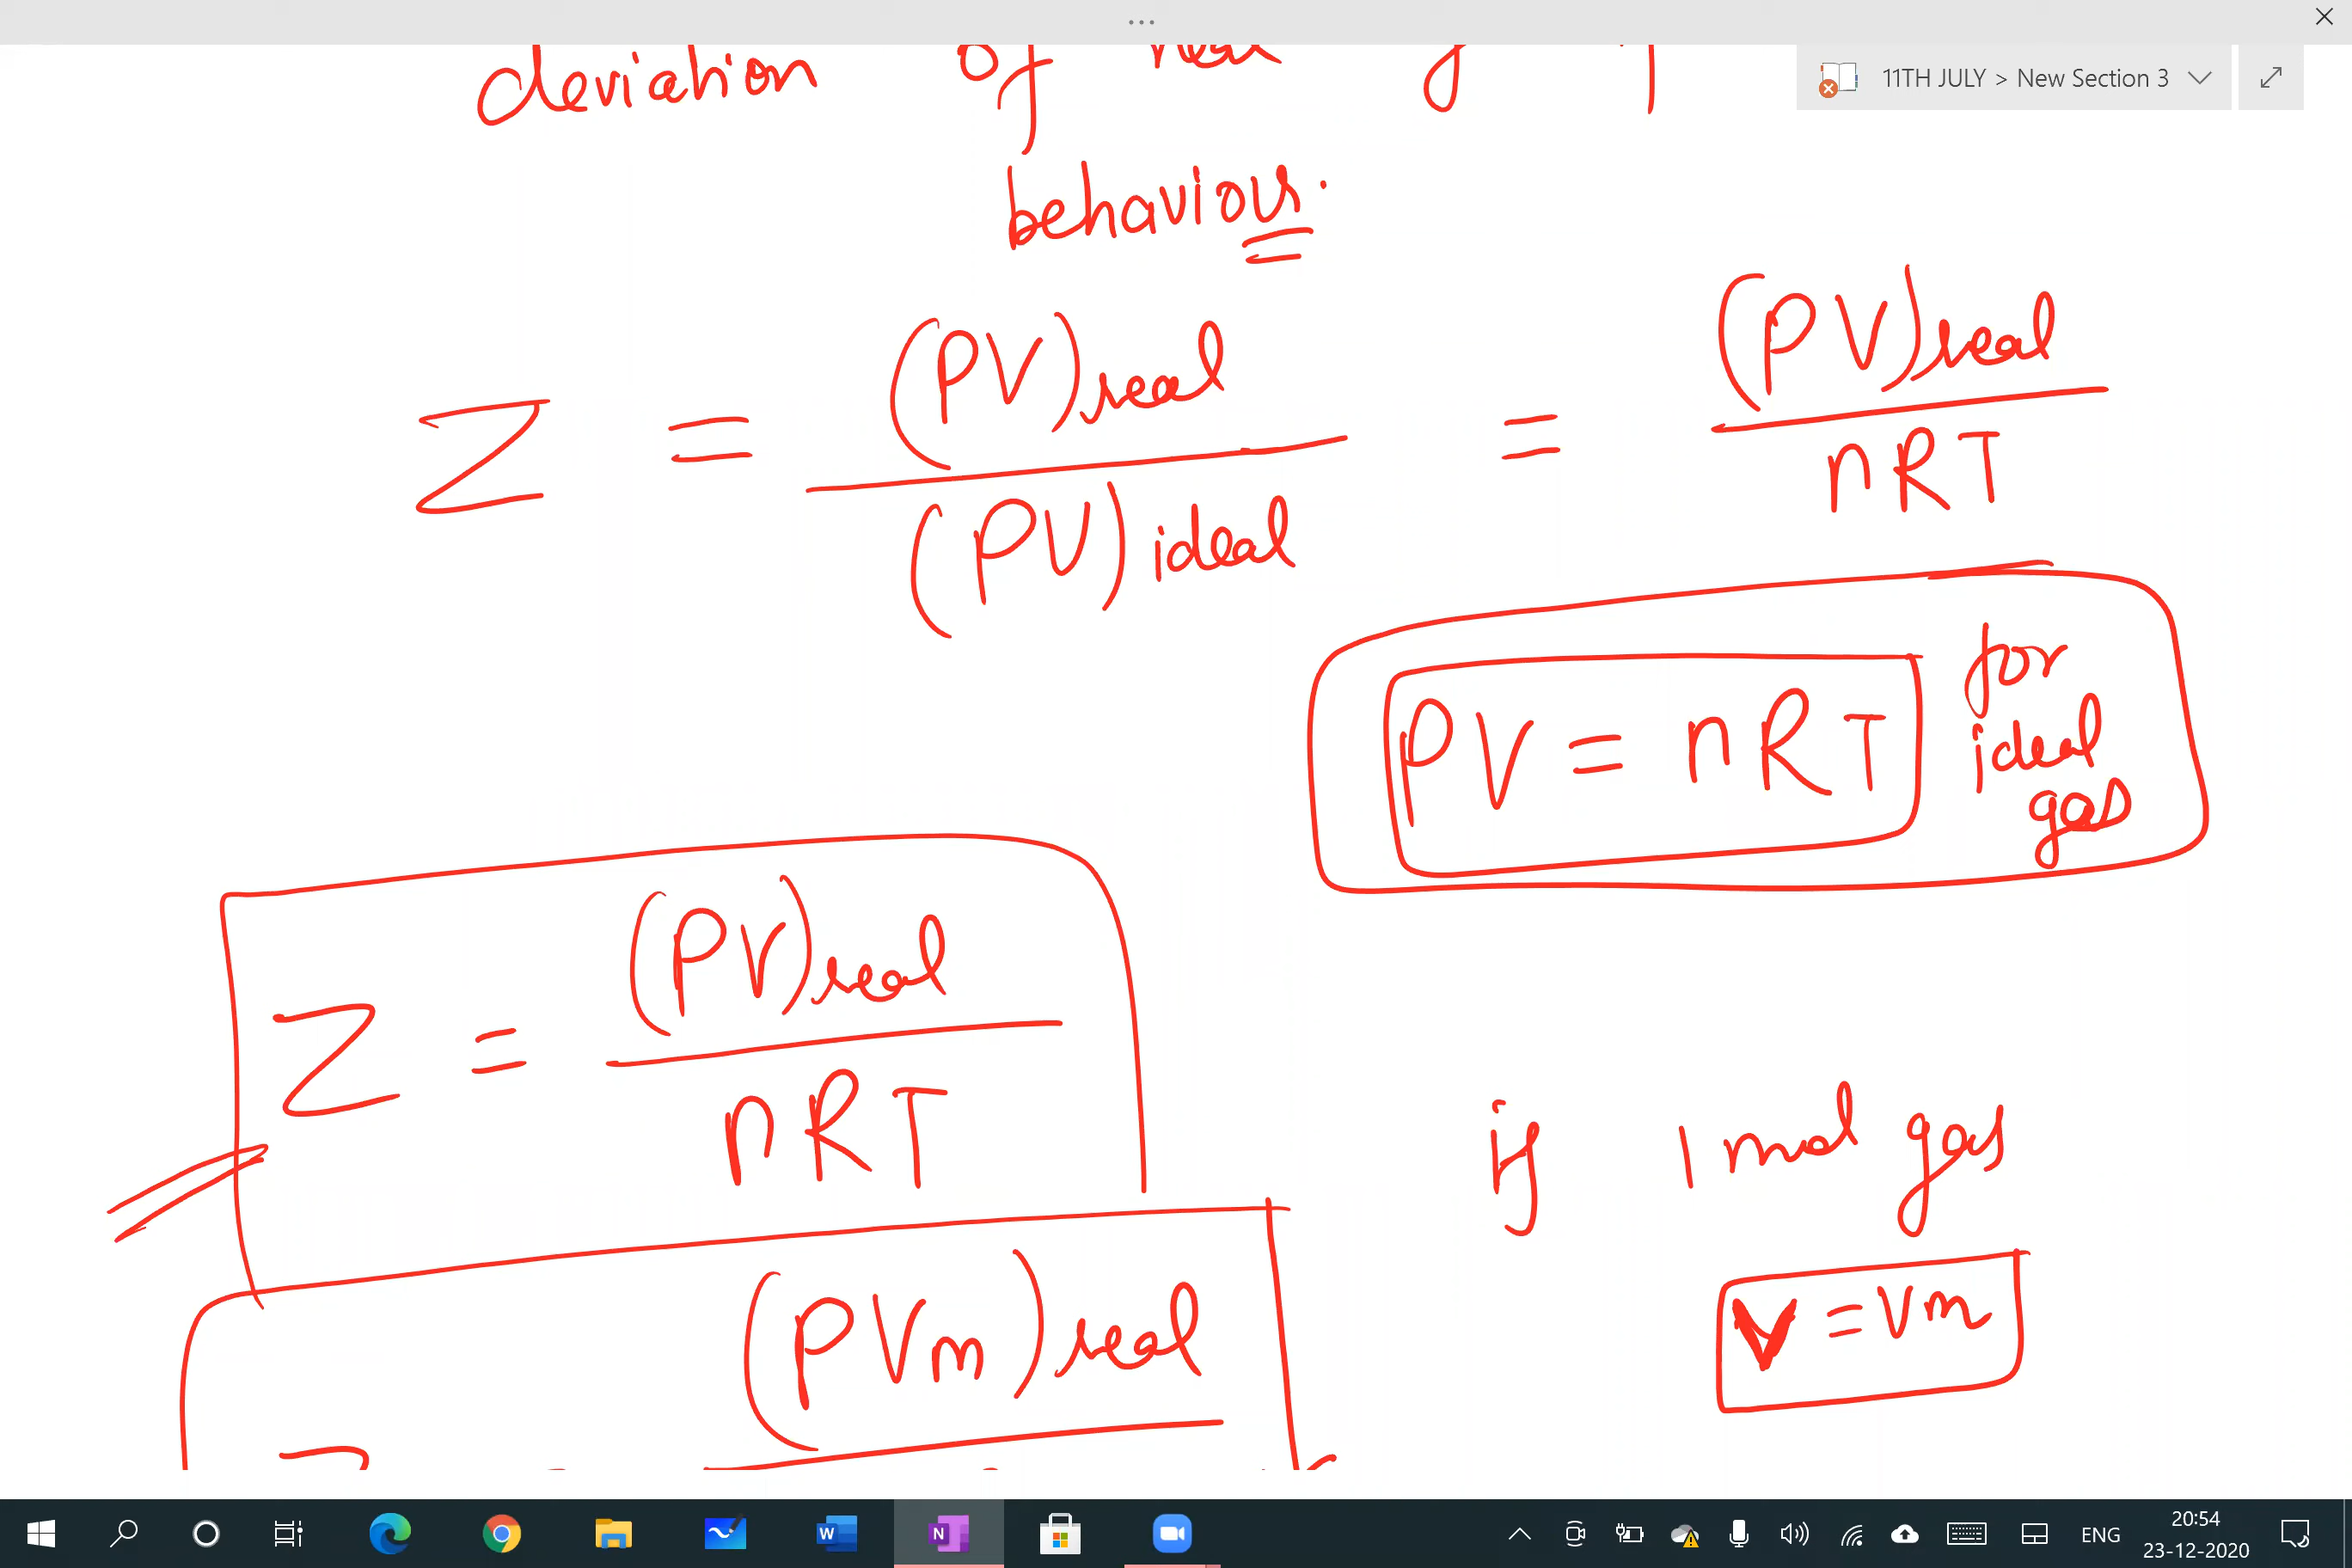 ...
11TH JULY > New Section 3
deviation of
behaviour.
Z = (PV)real / (PV)ideal = (PV)real / nRT
PV = nRT for ideal gas
Z = (PV)real / nRT
if 1 mol gas
V = Vm
(PVm)real
ENG
20:54
23-12-2020